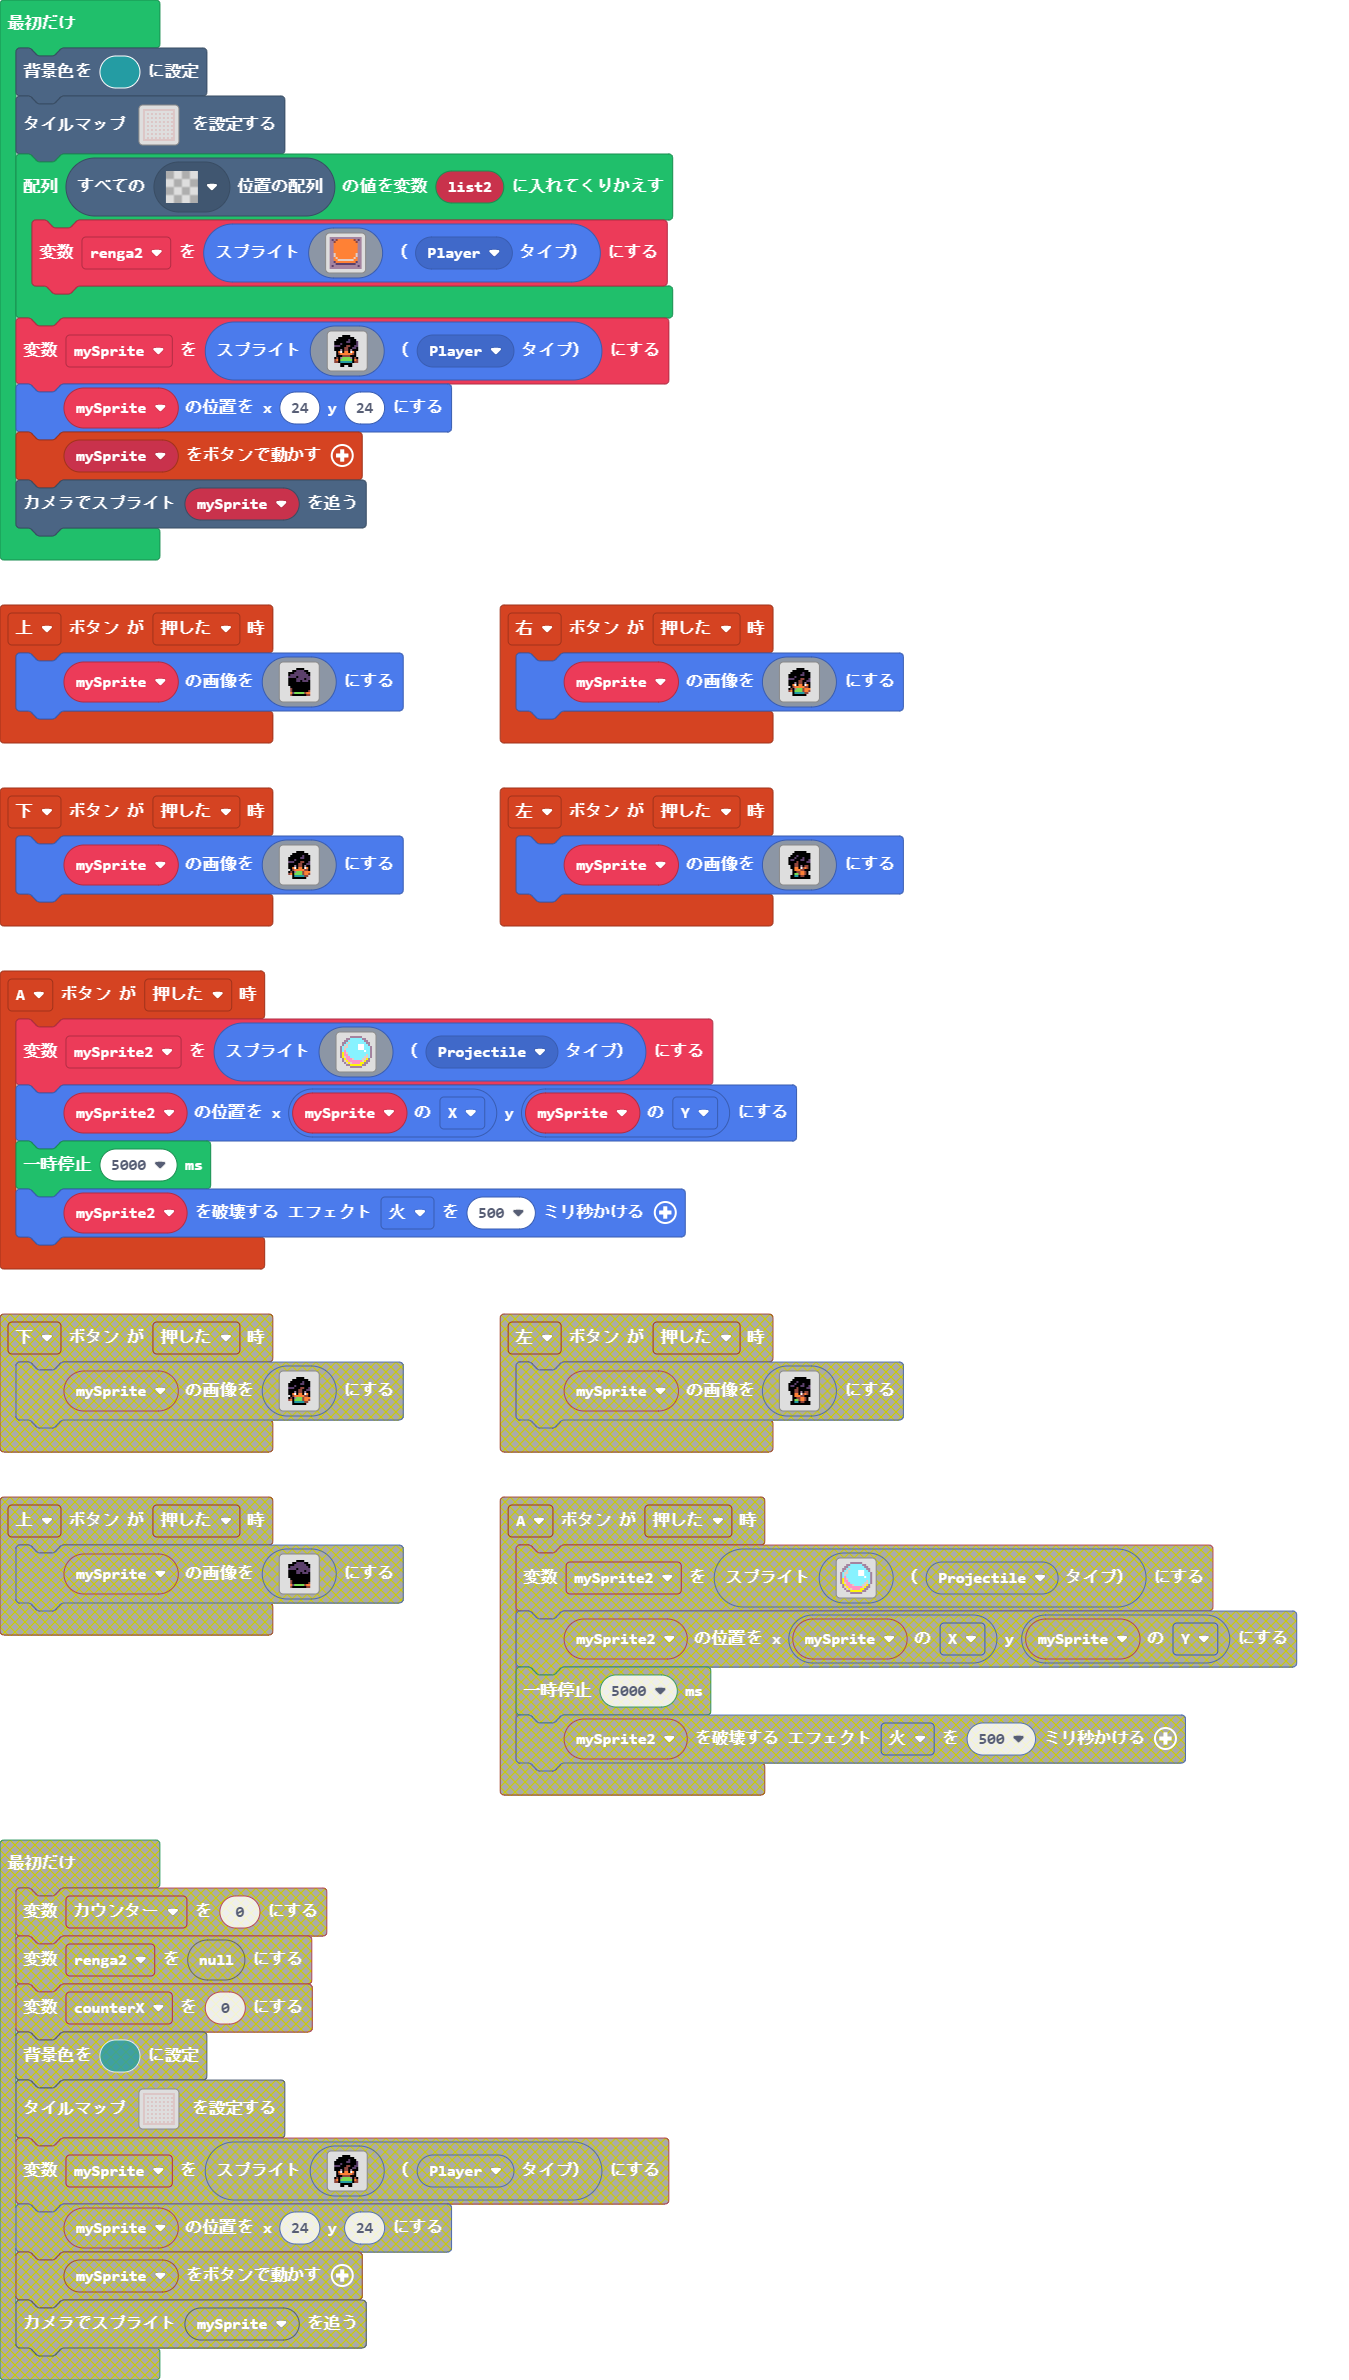 最初だけ
背景色を に設定
タイルマップ を設定する
配列 すべての 位置の配列 の値を変数 list2 に入れてくりかえす
変数 renga2 を スプライト ( Player タイプ) にする
変数 mySprite を スプライト ( Player タイプ) にする
mySprite の位置を x 24 y 24 にする
mySprite をボタンで動かす
カメラでスプライト mySprite を追う
上 ボタン が 押した 時
mySprite の画像を にする
右 ボタン が 押した 時
mySprite の画像を にする
下 ボタン が 押した 時
mySprite の画像を にする
左 ボタン が 押した 時
mySprite の画像を にする
A ボタン が 押した 時
変数 mySprite2 を スプライト ( Projectile タイプ) にする
mySprite2 の位置を x mySprite の X y mySprite の Y にする
一時停止 5000 ms
mySprite2 を破壊する エフェクト 火 を 500 ミリ秒かける
下 ボタン が 押した 時
mySprite の画像を にする
左 ボタン が 押した 時
mySprite の画像を にする
上 ボタン が 押した 時
mySprite の画像を にする
A ボタン が 押した 時
変数 mySprite2 を スプライト ( Projectile タイプ) にする
mySprite2 の位置を x mySprite の X y mySprite の Y にする
一時停止 5000 ms
mySprite2 を破壊する エフェクト 火 を 500 ミリ秒かける
最初だけ
変数 カウンター を 0 にする
変数 renga2 を null にする
変数 counterX を 0 にする
背景色を に設定
タイルマップ を設定する
変数 mySprite を スプライト ( Player タイプ) にする
mySprite の位置を x 24 y 24 にする
mySprite をボタンで動かす
カメラでスプライト mySprite を追う